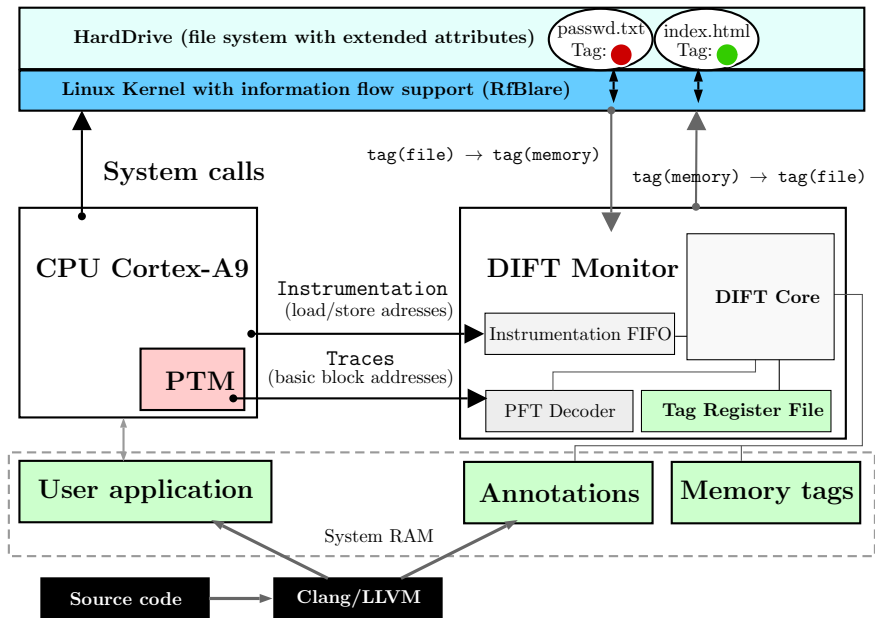 HardDrive (file system with extended attributes)
passwd.txt
Tag:
index.html
Tag:
Linux Kernel with information flow support (RfBlare)
System calls
tag(file) → tag(memory)
tag(memory) → tag(file)
CPU Cortex-A9
PTM
Instrumentation
(load/store adresses)
Traces
(basic block addresses)
DIFT Monitor
DIFT Core
Instrumentation FIFO
PFT Decoder
Tag Register File
User application
Annotations
Memory tags
System RAM
Source code
Clang/LLVM